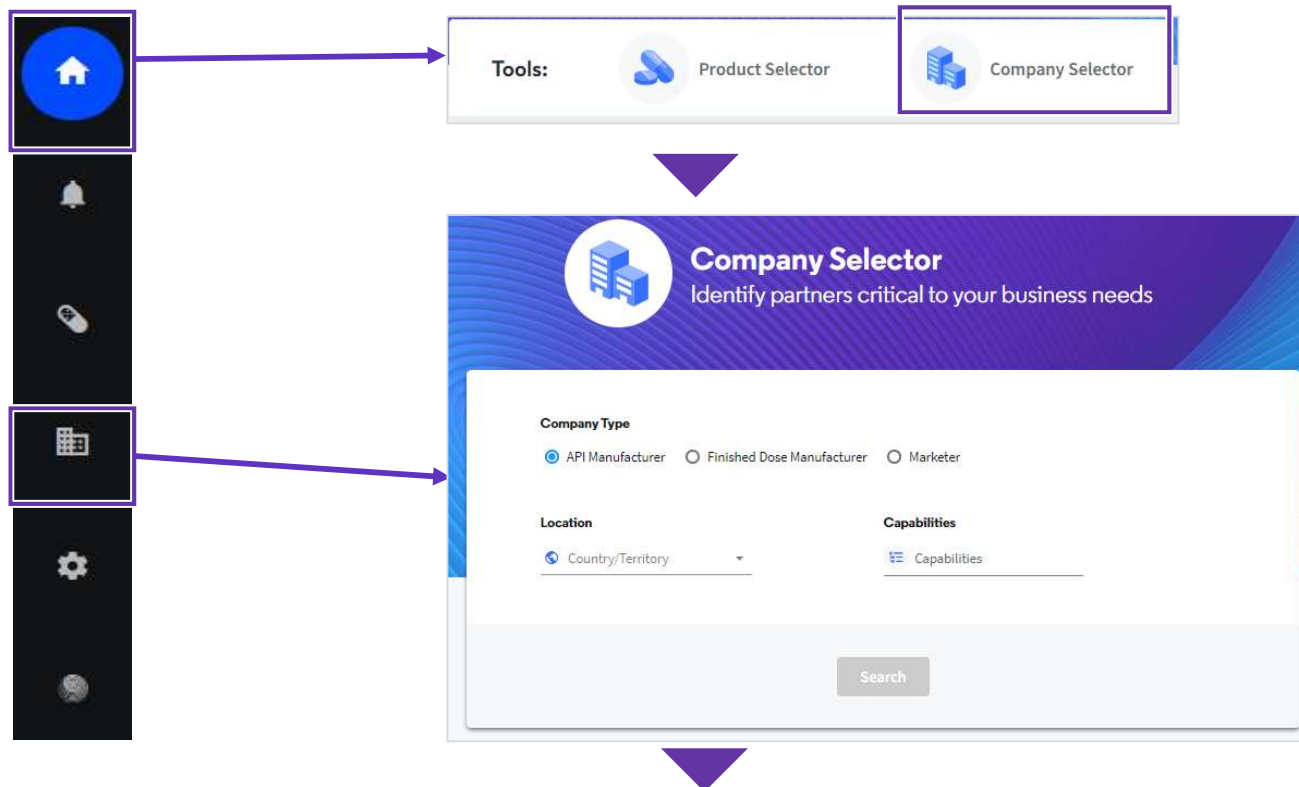 Tools: Product Selector Company Selector
Company Selector
Identify partners critical to your business needs
Company Type
API Manufacturer Finished Dose Manufacturer Marketer
Location Capabilities
Country/Territory Capabilities
Search